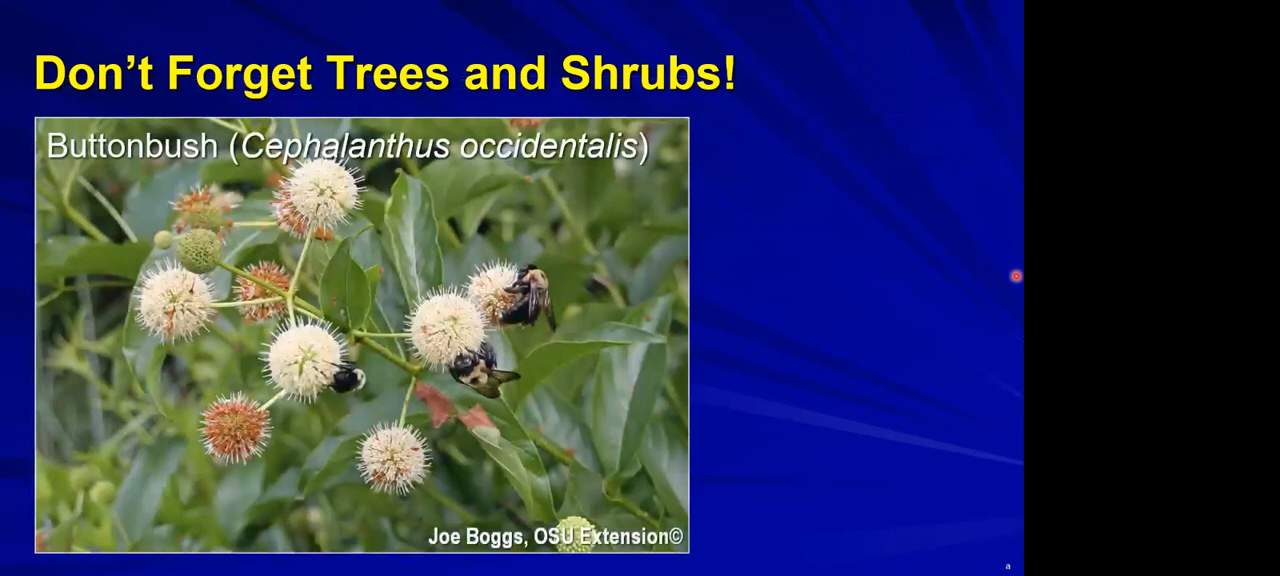 Don’t Forget Trees and Shrubs!
Buttonbush (Cephalanthus occidentalis)
Joe Boggs, OSU Extension©
a